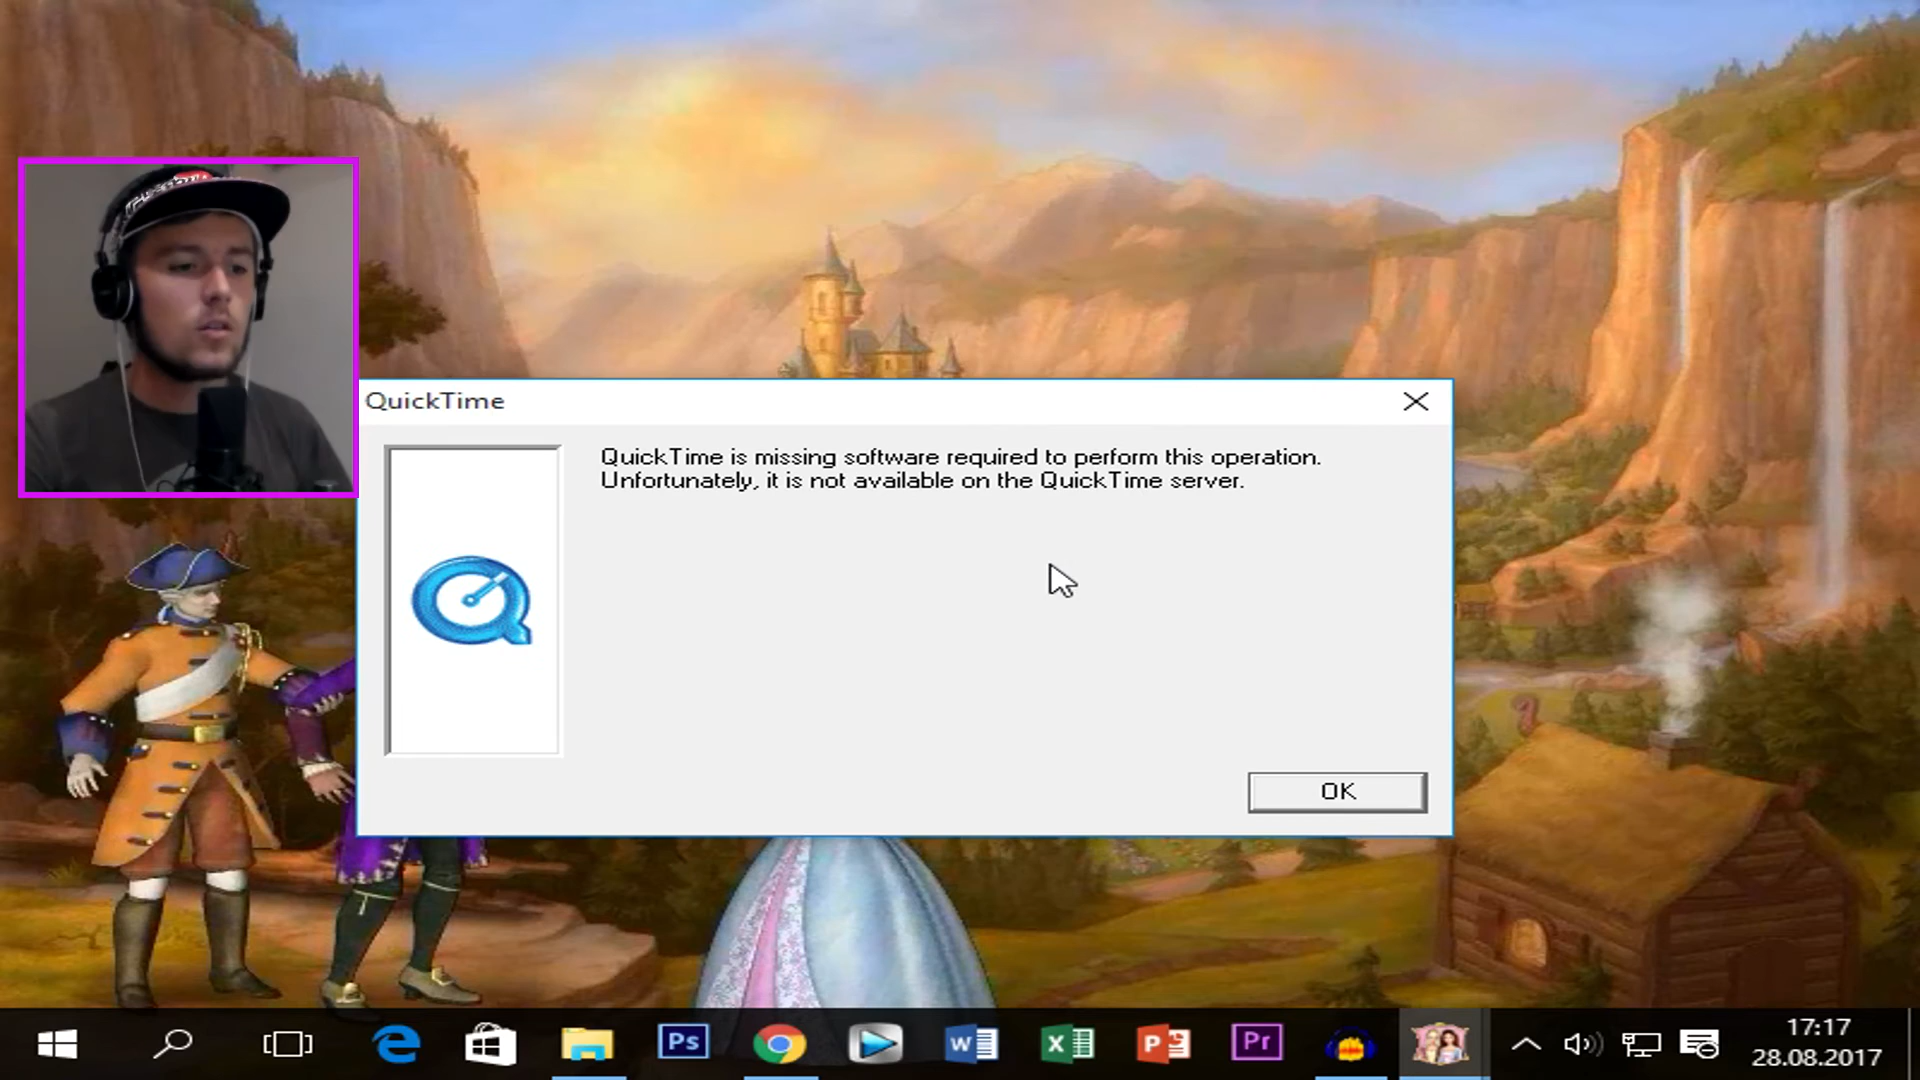 QuickTime
QuickTime is missing software required to perform this operation.
Unfortunately, it is not available on the QuickTime server.
OK
Ps
W
X
P
Pr
17:17
28.08.2017